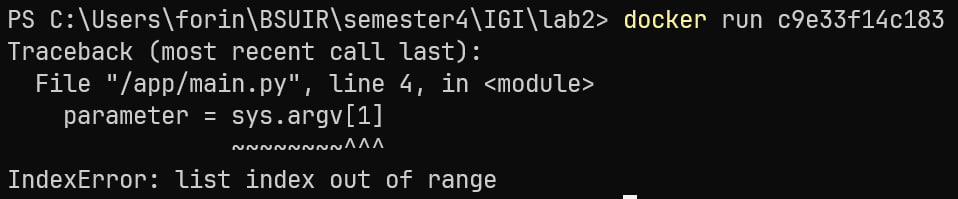 PS C:\Users\forin\BSUIR\semester4\IGI\lab2> docker run c9e33f14c183
Traceback (most recent call last):
  File "/app/main.py", line 4, in <module>
    parameter = sys.argv[1]
                ~~~~~~~~^^^
IndexError: list index out of range